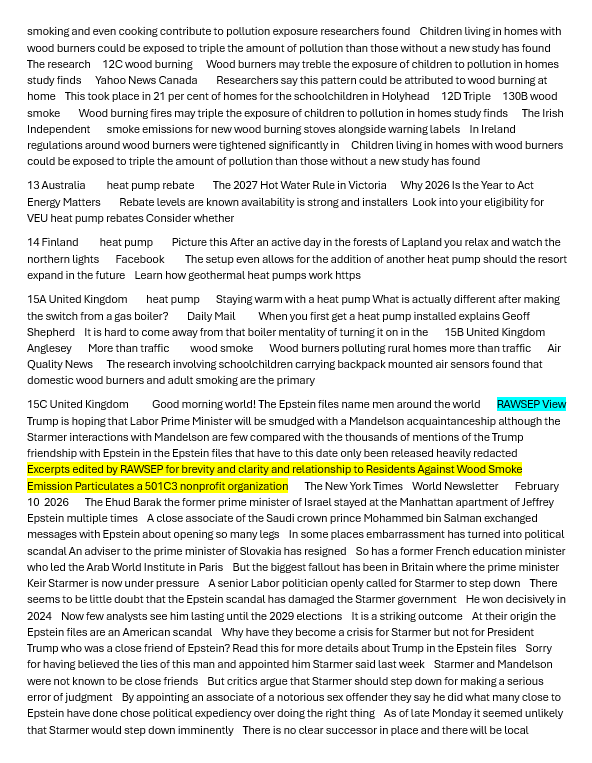 smoking and even cooking contribute to pollution exposure researchers found Children living in homes with
wood burners could be exposed to triple the amount of pollution than those without a new study has found
The research 12C wood burning Wood burners may treble the exposure of children to pollution in homes
study finds Yahoo News Canada Researchers say this pattern could be attributed to wood burning at
home This took place in 21 per cent of homes for the schoolchildren in Holyhead 12D Triple 130B wood
smoke Wood burning fires may triple the exposure of children to pollution in homes study finds The Irish
Independent smoke emissions for new wood burning stoves alongside warning labels In Ireland
regulations around wood burners were tightened significantly in Children living in homes with wood burners
could be exposed to triple the amount of pollution than those without a new study has found
13 Australia heat pump rebate The 2027 Hot Water Rule in Victoria Why 2026 Is the Year to Act
Energy Matters Rebate levels are known availability is strong and installers Look into your eligibility for
VEU heat pump rebates Consider whether
14 Finland heat pump Picture this After an active day in the forests of Lapland you relax and watch the
northern lights Facebook The setup even allows for the addition of another heat pump should the resort
expand in the future Learn how geothermal heat pumps work https
15A United Kingdom heat pump Staying warm with a heat pump What is actually different after making
the switch from a gas boiler? Daily Mail When you first get a heat pump installed explains Geoff
Shepherd It is hard to come away from that boiler mentality of turning it on in the 15B United Kingdom
Anglesey More than traffic wood smoke Wood burners polluting rural homes more than traffic Air
Quality News The research involving schoolchildren carrying backpack mounted air sensors found that
domestic wood burners and adult smoking are the primary
15C United Kingdom Good morning world! The Epstein files name men around the world RAWSEP View
Trump is hoping that Labor Prime Minister will be smudged with a Mandelson acquaintanceship although the
Starmer interactions with Mandelson are few compared with the thousands of mentions of the Trump
friendship with Epstein in the Epstein files that have to this date only been released heavily redacted
Excerpts edited by RAWSEP for brevity and clarity and relationship to Residents Against Wood Smoke
Emission Particulates a 501C3 nonprofit organization The New York Times World Newsletter February
10 2026 The Ehud Barak the former prime minister of Israel stayed at the Manhattan apartment of Jeffrey
Epstein multiple times A close associate of the Saudi crown prince Mohammed bin Salman exchanged
messages with Epstein about opening so many legs In some places embarrassment has turned into political
scandal An adviser to the prime minister of Slovakia has resigned So has a former French education minister
who led the Arab World Institute in Paris But the biggest fallout has been in Britain where the prime minister
Keir Starmer is now under pressure A senior Labor politician openly called for Starmer to step down There
seems to be little doubt that the Epstein scandal has damaged the Starmer government He won decisively in
2024 Now few analysts see him lasting until the 2029 elections It is a striking outcome At their origin the
Epstein files are an American scandal Why have they become a crisis for Starmer but not for President
Trump who was a close friend of Epstein? Read this for more details about Trump in the Epstein files Sorry
for having believed the lies of this man and appointed him Starmer said last week Starmer and Mandelson
were not known to be close friends But critics argue that Starmer should step down for making a serious
error of judgment By appointing an associate of a notorious sex offender they say he did what many close to
Epstein have done chose political expediency over doing the right thing As of late Monday it seemed unlikely
that Starmer would step down imminently There is no clear successor in place and there will be local